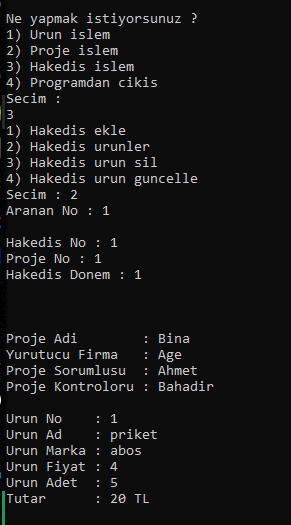 Ne yapmak istiyorsunuz ?
1) Urun islem
2) Proje islem
3) Hakedis islem
4) Programdan cikis
Secim :
3
1) Hakedis ekle
2) Hakedis urunler
3) Hakedis urun sil
4) Hakedis urun guncelle
Secim : 2
Aranan No : 1
Hakedis No : 1
Proje No : 1
Hakedis Donem : 1
Proje Adi : Bina
Yurutucu Firma : Age
Proje Sorumlusu : Ahmet
Proje Kontroloru : Bahadir
Urun No : 1
Urun Ad : priket
Urun Marka : abos
Urun Fiyat : 4
Urun Adet : 5
Tutar : 20 TL